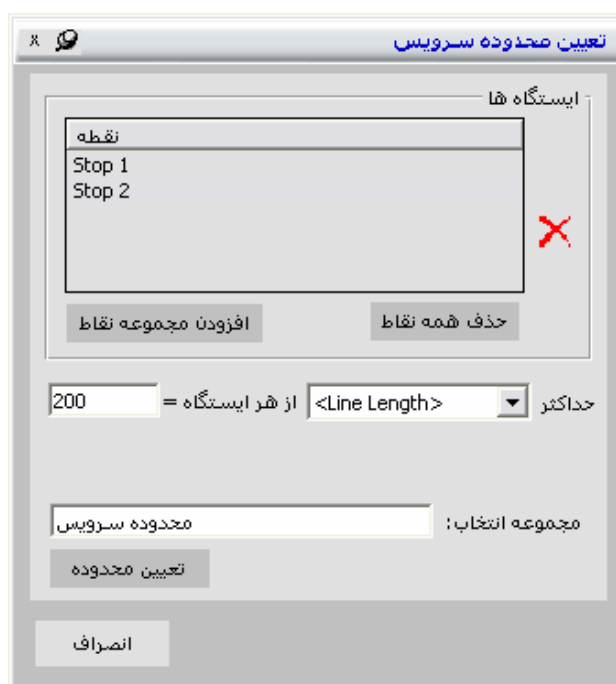 تعیین محدوده سرویس x
ایستگاه ها
نقطه
Stop 1
Stop 2
حذف همه نقاط
افزودن مجموعه نقاط
حداکثر <Line Length> از هر ایستگاه = 200
مجموعه انتخاب: محدوده سرویس
تعیین محدوده
انصراف